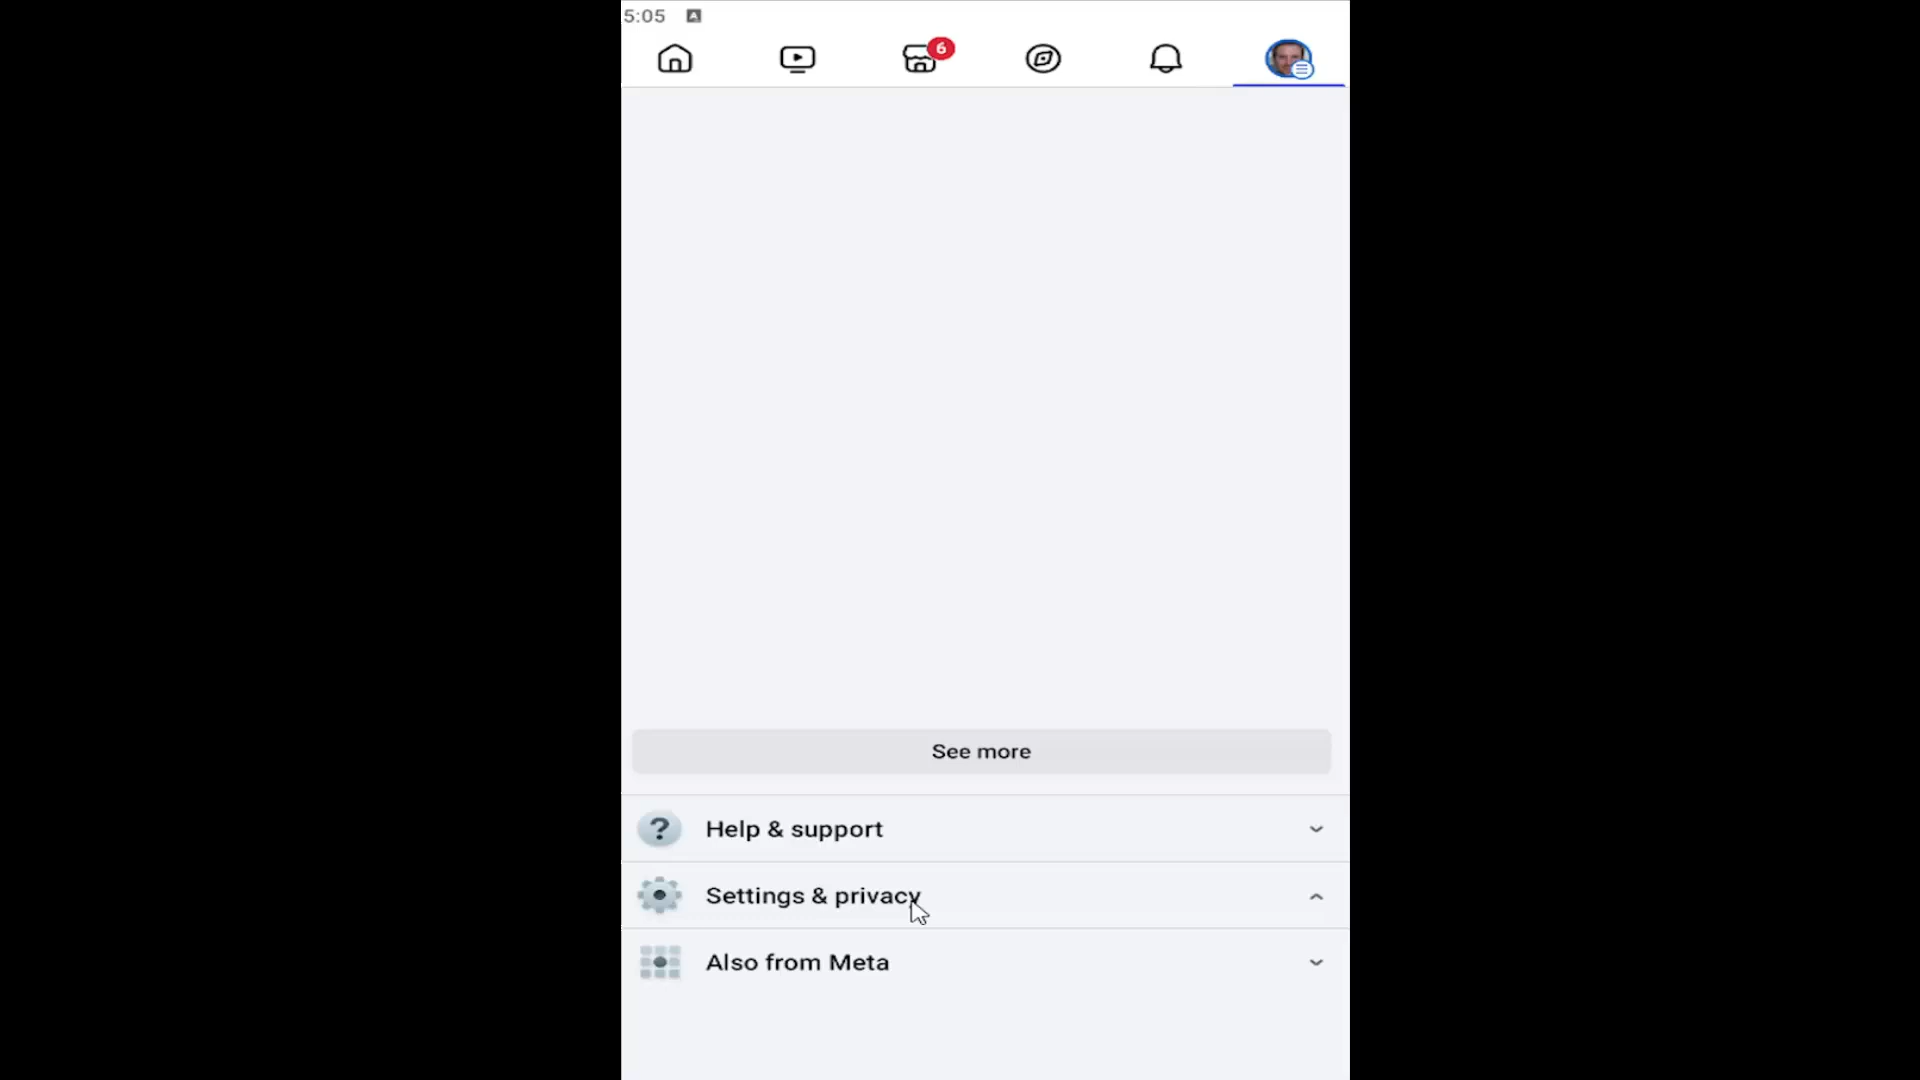 5:05
6
See more
Help & support
Settings & privacy
Also from Meta